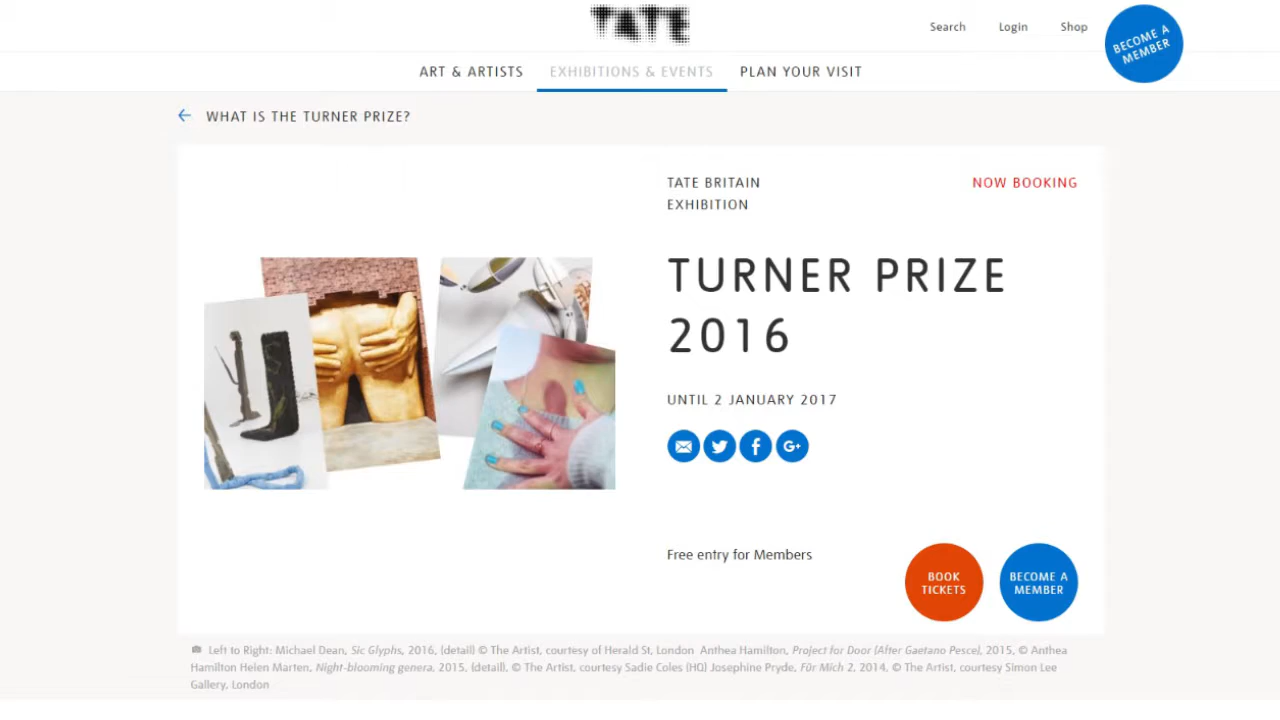 TATE
Search Login Shop
BECOME A
MEMBER
ART & ARTISTS EXHIBITIONS & EVENTS PLAN YOUR VISIT
WHAT IS THE TURNER PRIZE?
TATE BRITAIN NOW BOOKING
EXHIBITION
TURNER PRIZE
2016
UNTIL 2 JANUARY 2017
Free entry for Members
BOOK
TICKETS
BECOME A
MEMBER
Left to Right: Michael Dean, Sic Glyphs, 2016, (detail) © The Artist, courtesy of Herald St, London Anthea Hamilton, Project for Door (After Gaetano Pesce), 2015, © Anthea
Hamilton Helen Marten, Night-blooming genera, 2015, (detail), © The Artist, courtesy Sadie Coles (HQ) Josephine Pryde, Für Mich 2, 2014, © The Artist, courtesy Simon Lee
Gallery, London